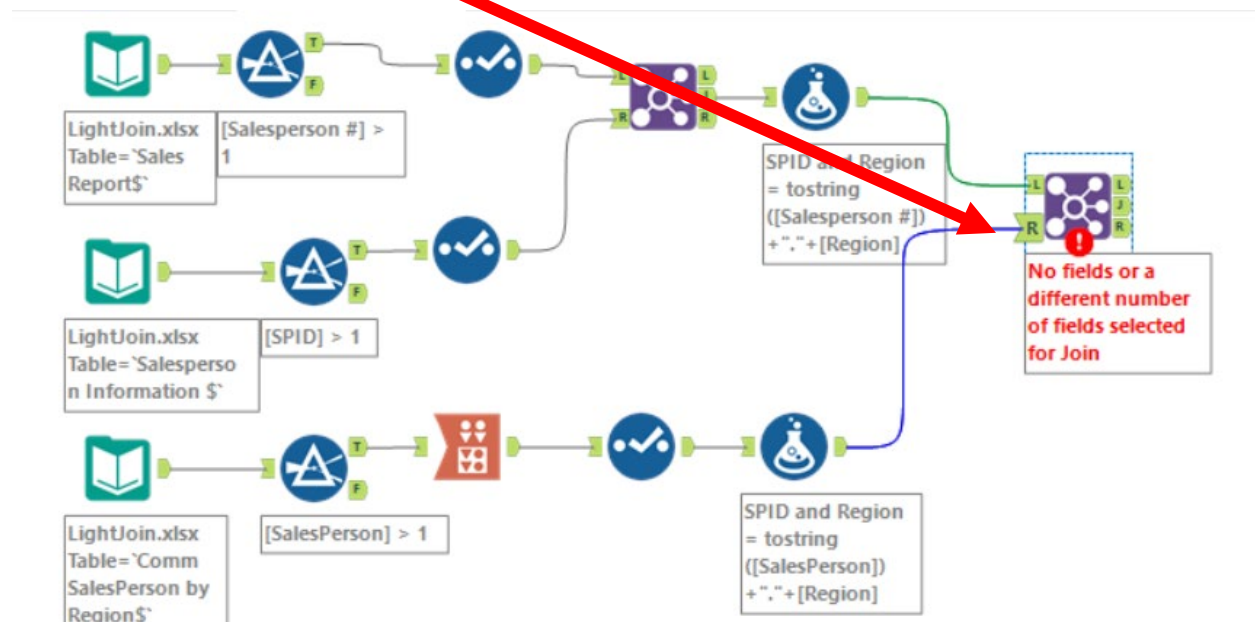 T
F
L
R
L
J
R
LightJoin.xlsx
Table=`Sales
Report$`
[Salesperson #] >
1
SPID and Region
= tostring
([Salesperson #])
+"."+[Region]
L
R
L
J
R
No fields or a
different number
of fields selected
for Join
T
F
LightJoin.xlsx
Table=`Salesperso
n Information $`
[SPID] > 1
T
F
LightJoin.xlsx
Table=`Comm
SalesPerson by
Region$`
[SalesPerson] > 1
SPID and Region
= tostring
([SalesPerson])
+"."+[Region]